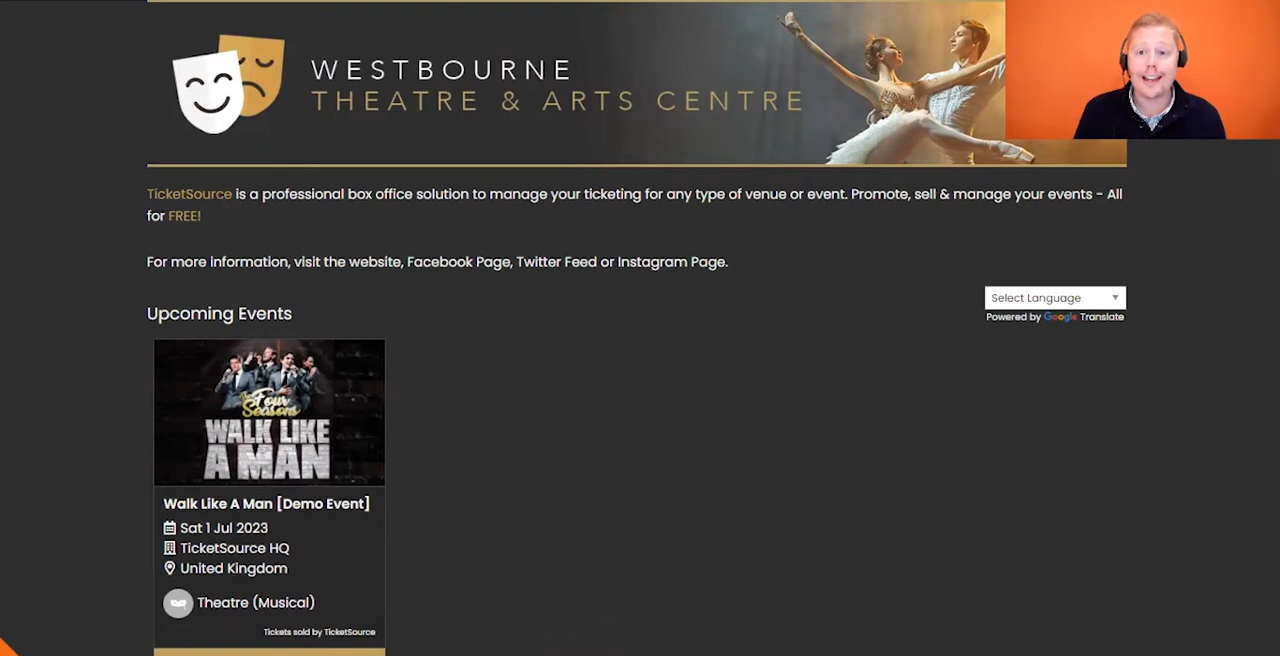 WESTBOURNE
THEATRE & ARTS CENTRE
TicketSource is a professional box office solution to manage your ticketing for any type of venue or event. Promote, sell & manage your events - All
for FREE!
For more information, visit the website, Facebook Page, Twitter Feed or Instagram Page.
Select Language
Powered by Google Translate
Upcoming Events
The Four Seasons
WALK LIKE
A MAN
Walk Like A Man [Demo Event]
Sat 1 Jul 2023
TicketSource HQ
United Kingdom
Theatre (Musical)
Tickets sold by TicketSource